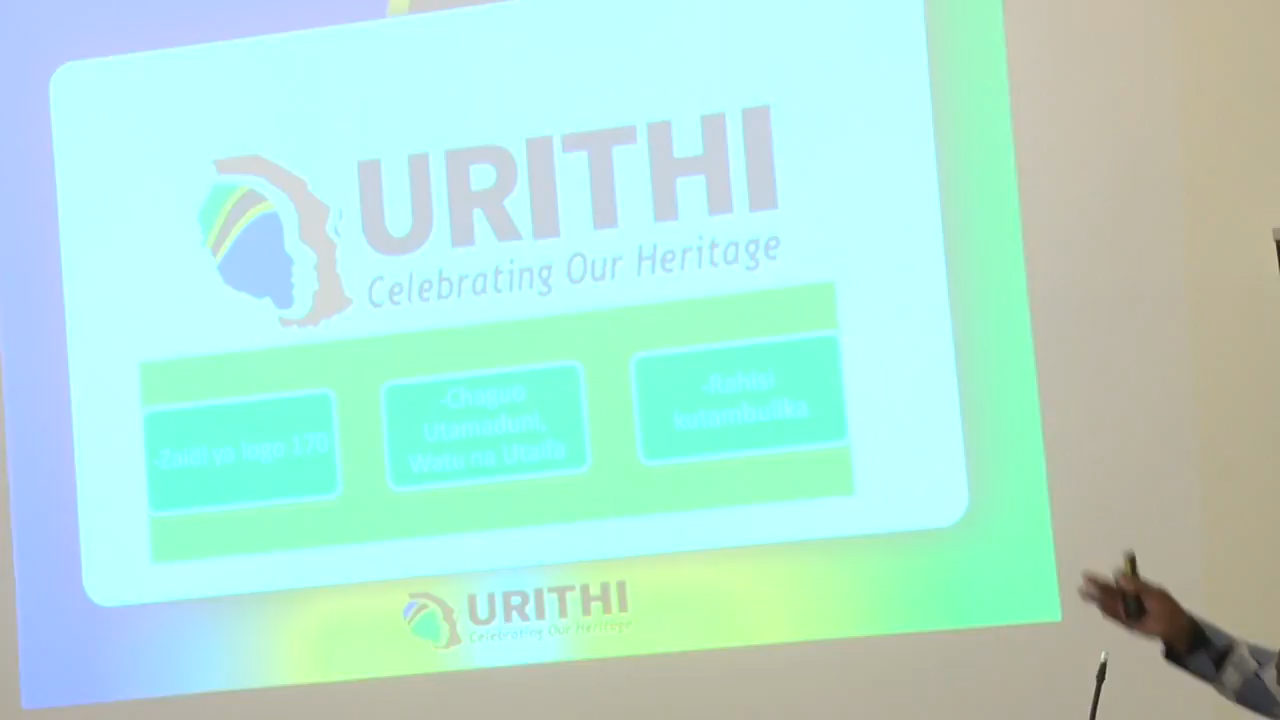 URITHI
Celebrating Our Heritage
-Zaidi ya logo 170
-Chaguo
Utamaduni,
Watu na Utaifa
-Rahisi
kutambulika
URITHI
Celebrating Our Heritage